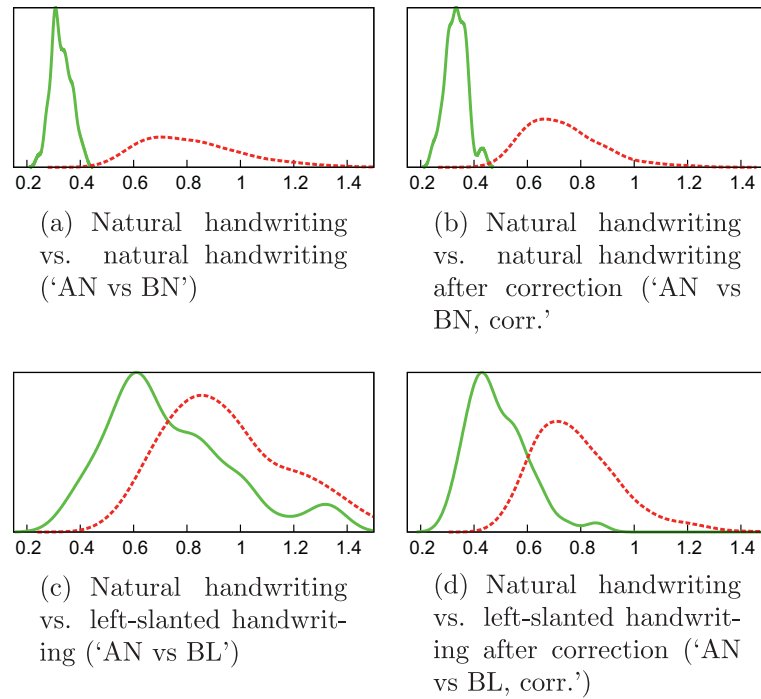 0.2 0.4 0.6 0.8 1 1.2 1.4
(a) Natural handwriting
vs. natural handwriting
(‘AN vs BN’)
0.2 0.4 0.6 0.8 1 1.2 1.4
(b) Natural handwriting
vs. natural handwriting
after correction (‘AN vs
BN, corr.’
0.2 0.4 0.6 0.8 1 1.2 1.4
(c) Natural handwriting
vs. left-slanted handwrit-
ing (‘AN vs BL’)
0.2 0.4 0.6 0.8 1 1.2 1.4
(d) Natural handwriting
vs. left-slanted handwrit-
ing after correction (‘AN
vs BL, corr.’)